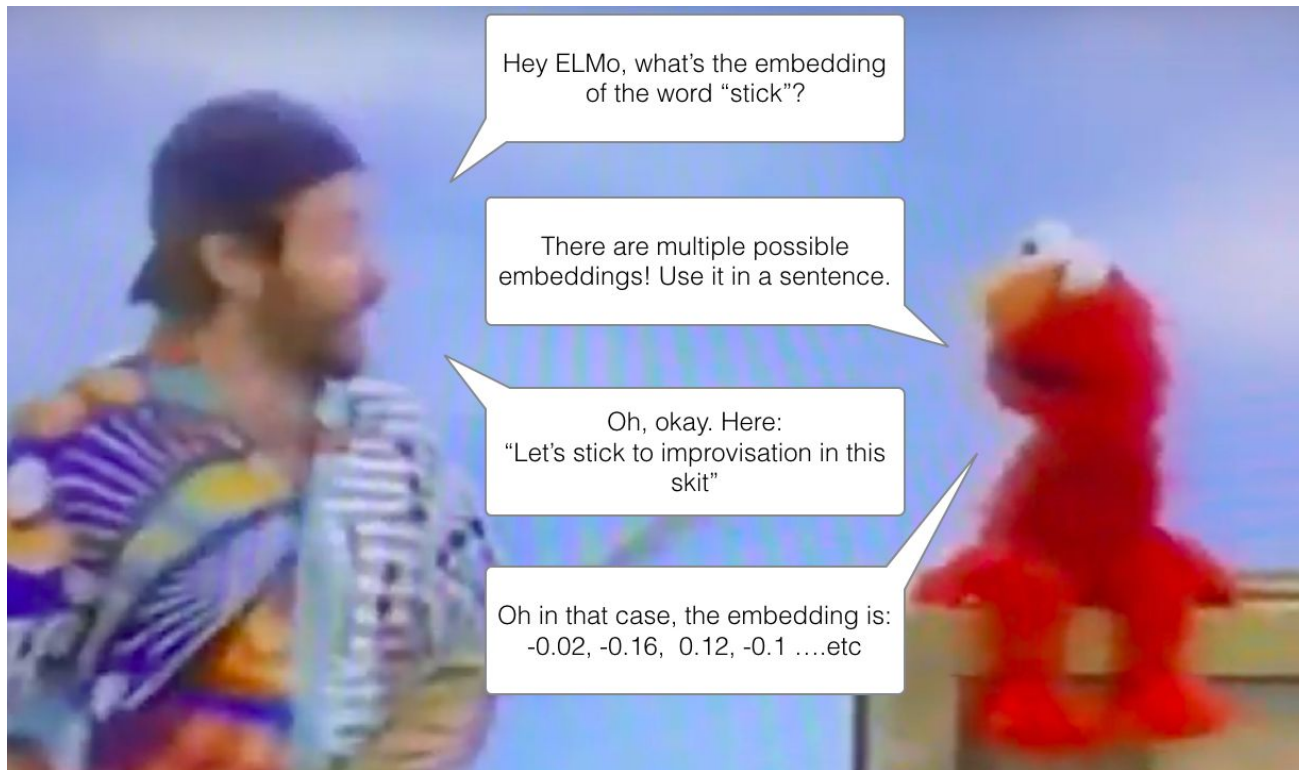 Hey ELMo, what’s the embedding
of the word “stick”?
There are multiple possible
embeddings! Use it in a sentence.
Oh, okay. Here:
“Let’s stick to improvisation in this
skit”
Oh in that case, the embedding is:
-0.02, -0.16,  0.12, -0.1 ….etc